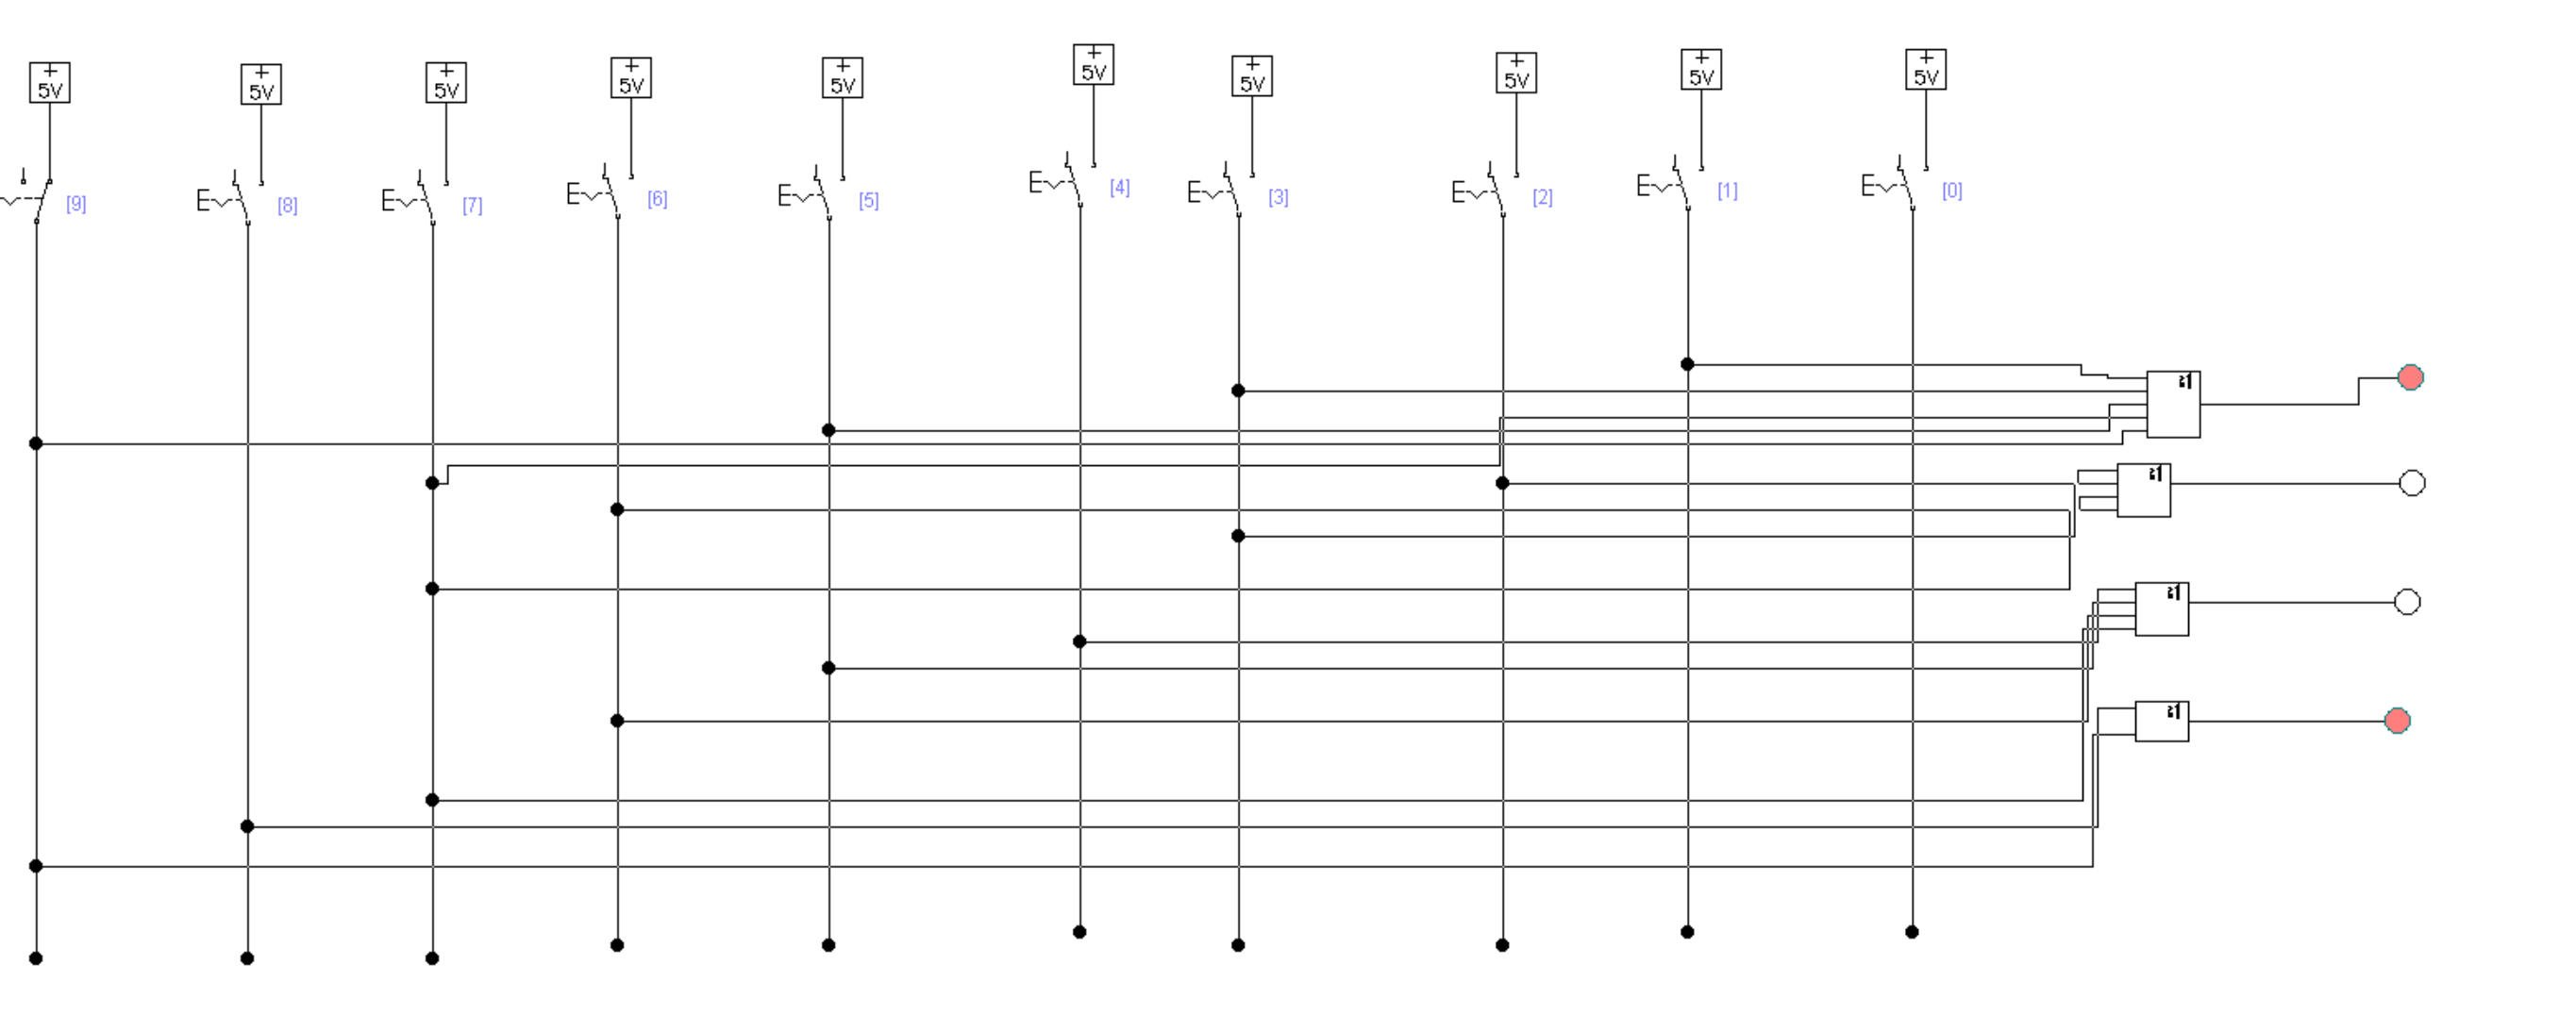 + + + + + + + + + +
5V 5V 5V 5V 5V 5V 5V 5V 5V 5V
[9] E [8] E [7] E [6] E [5] E [4] E [3] E [2] E [1] E [0]
≥1
≥1
≥1
≥1